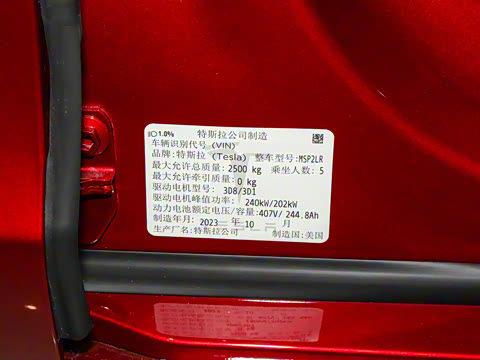 1.0% 特斯拉公司制造
车辆识别代号 (VIN)
品牌:特斯拉 (Tesla) 整车型号:MSP2LR
最大允许总质量: 2500 kg 乘坐人数: 5
最大允许牵引质量: 0 kg
驱动电机型号: 3D8/3D1
驱动电机峰值功率: 240kW/202kW
动力电池额定电压/容量:407V/ 244.8Ah
制造年月: 2023 年 10 月
生产厂名:特斯拉公司 制造国:美国